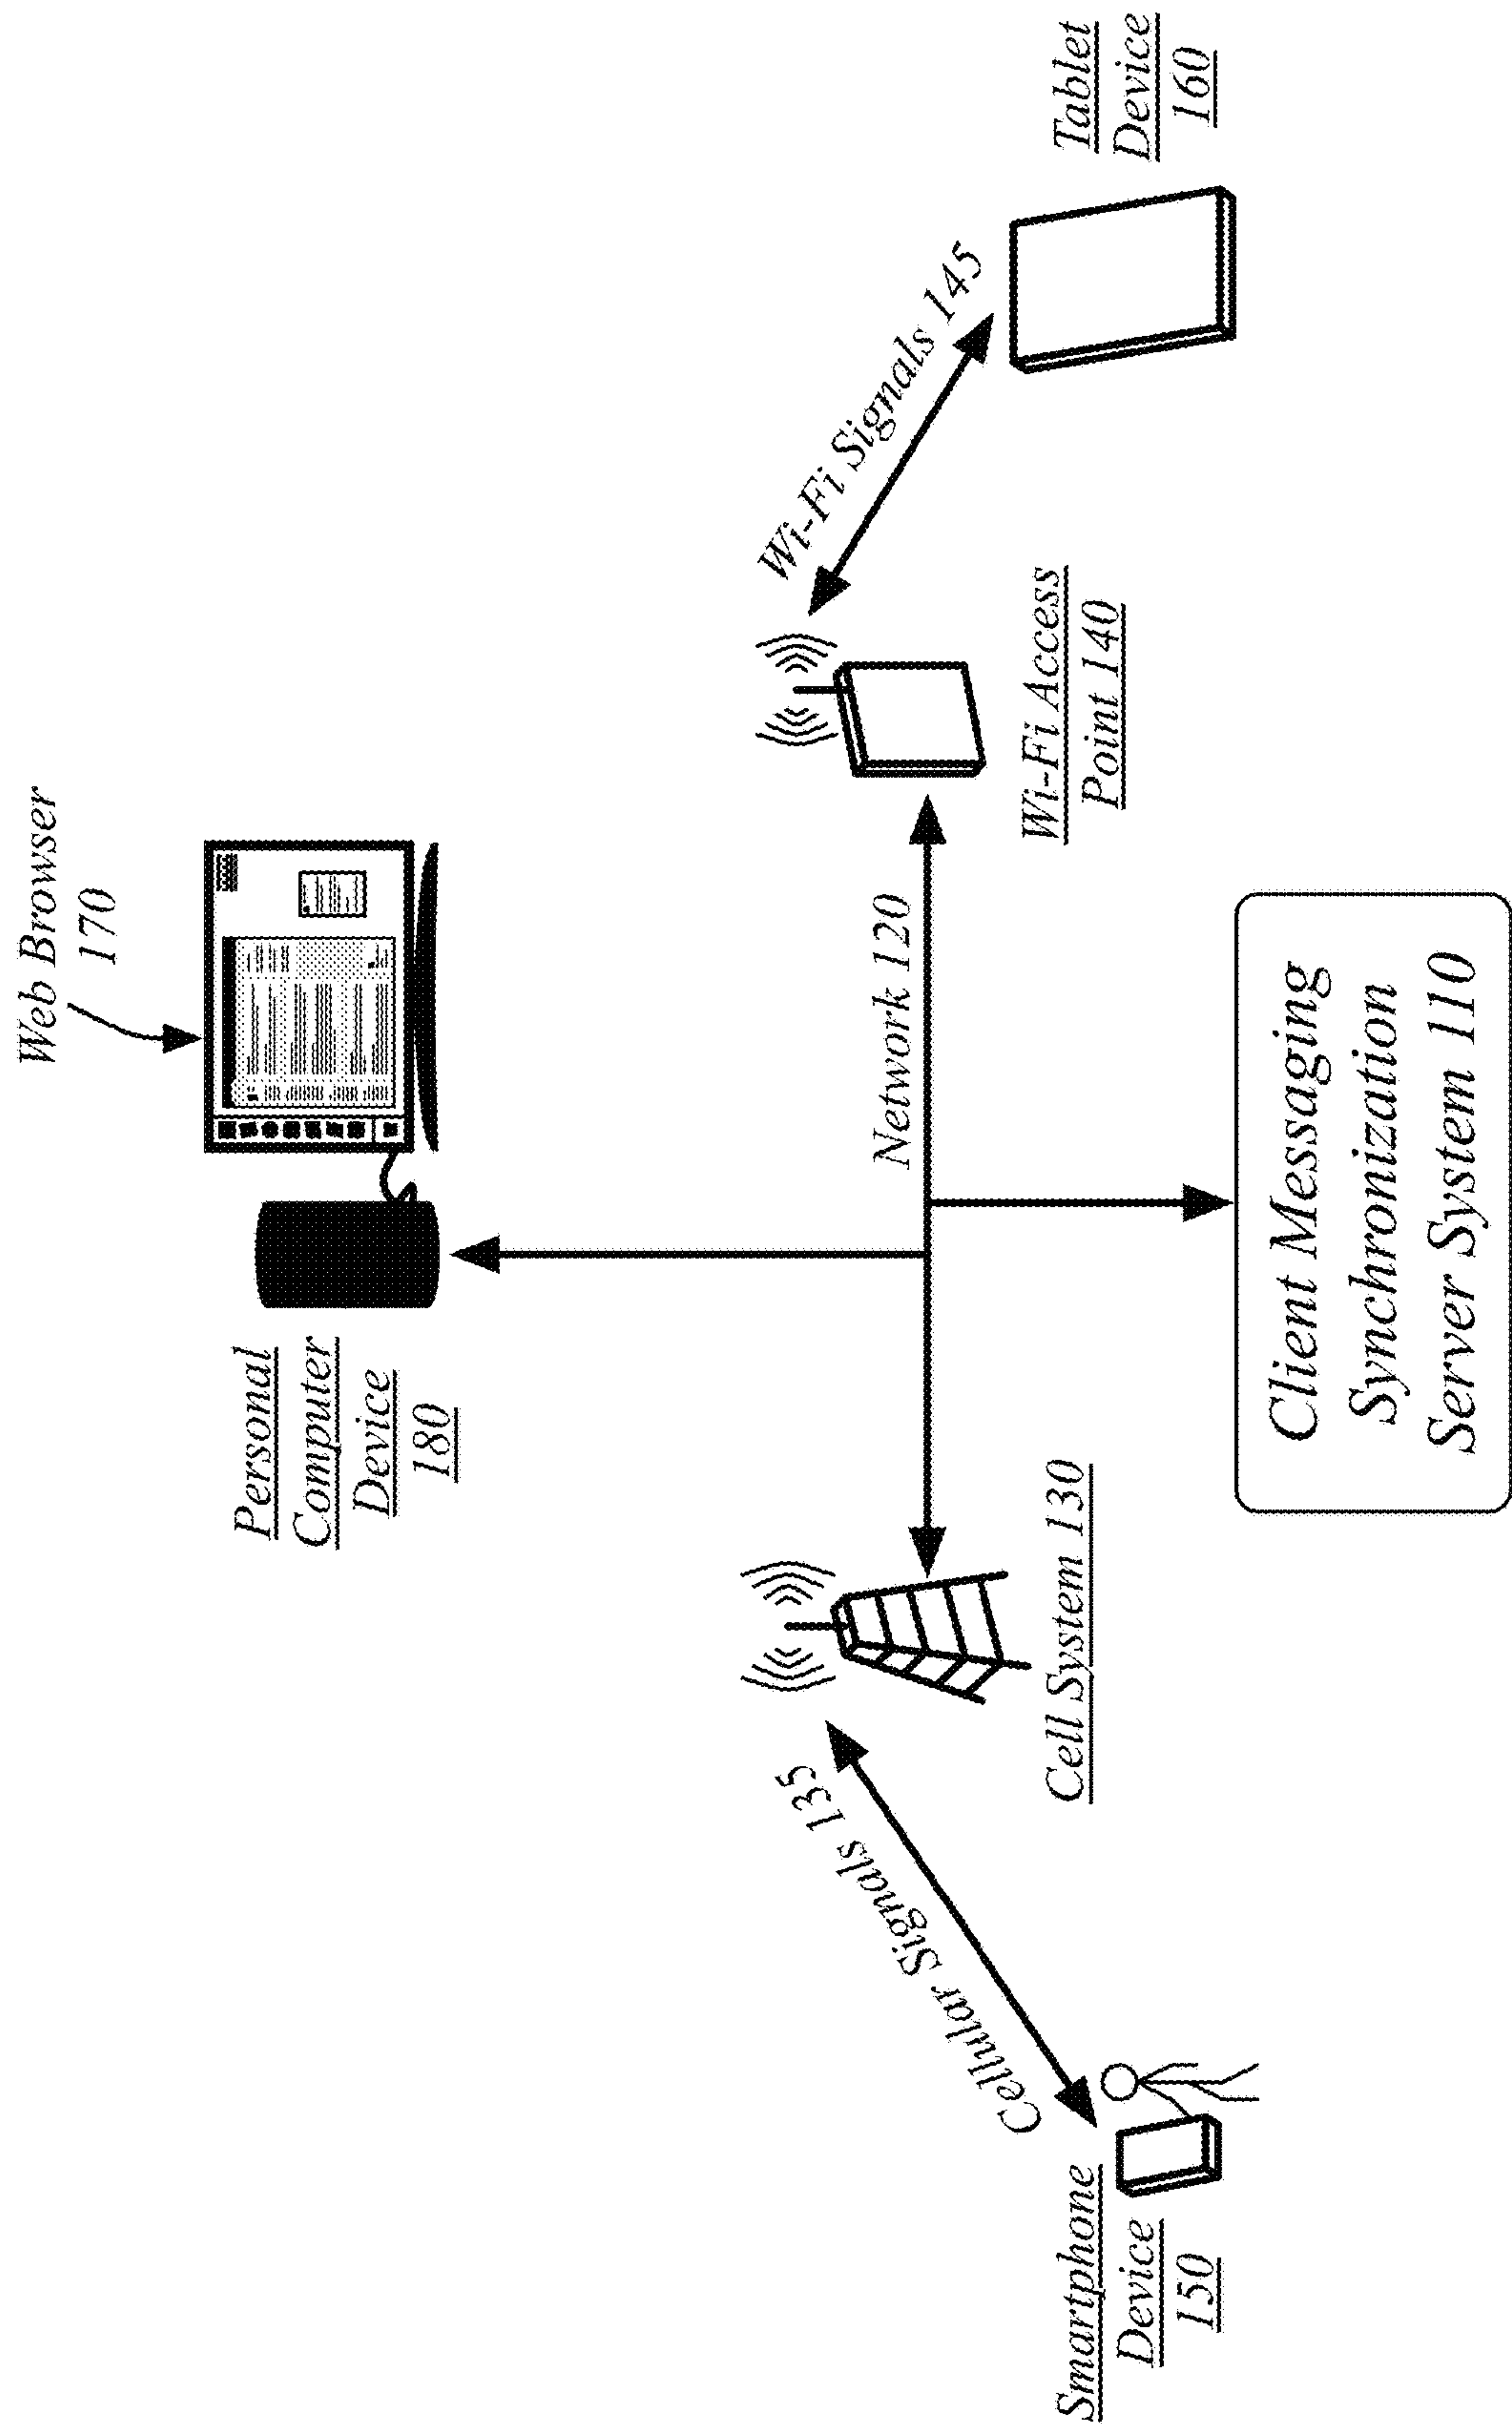 Web Browser
170
Personal
Computer
Device
180
Network 120
Cellular Signals 135
Wi-Fi Signals 145
Smartphone
Device
150
Cell System 130
Wi-Fi Access
Point 140
Tablet
Device
160
Client Messaging
Synchronization
Server System 110